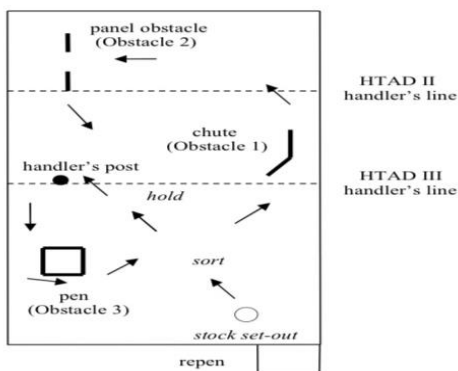 panel obstacle
(Obstacle 2)
HTAD II
handler's line
chute
(Obstacle 1)
handler's post
HTAD III
handler's line
hold
sort
pen
(Obstacle 3)
stock set-out
repen